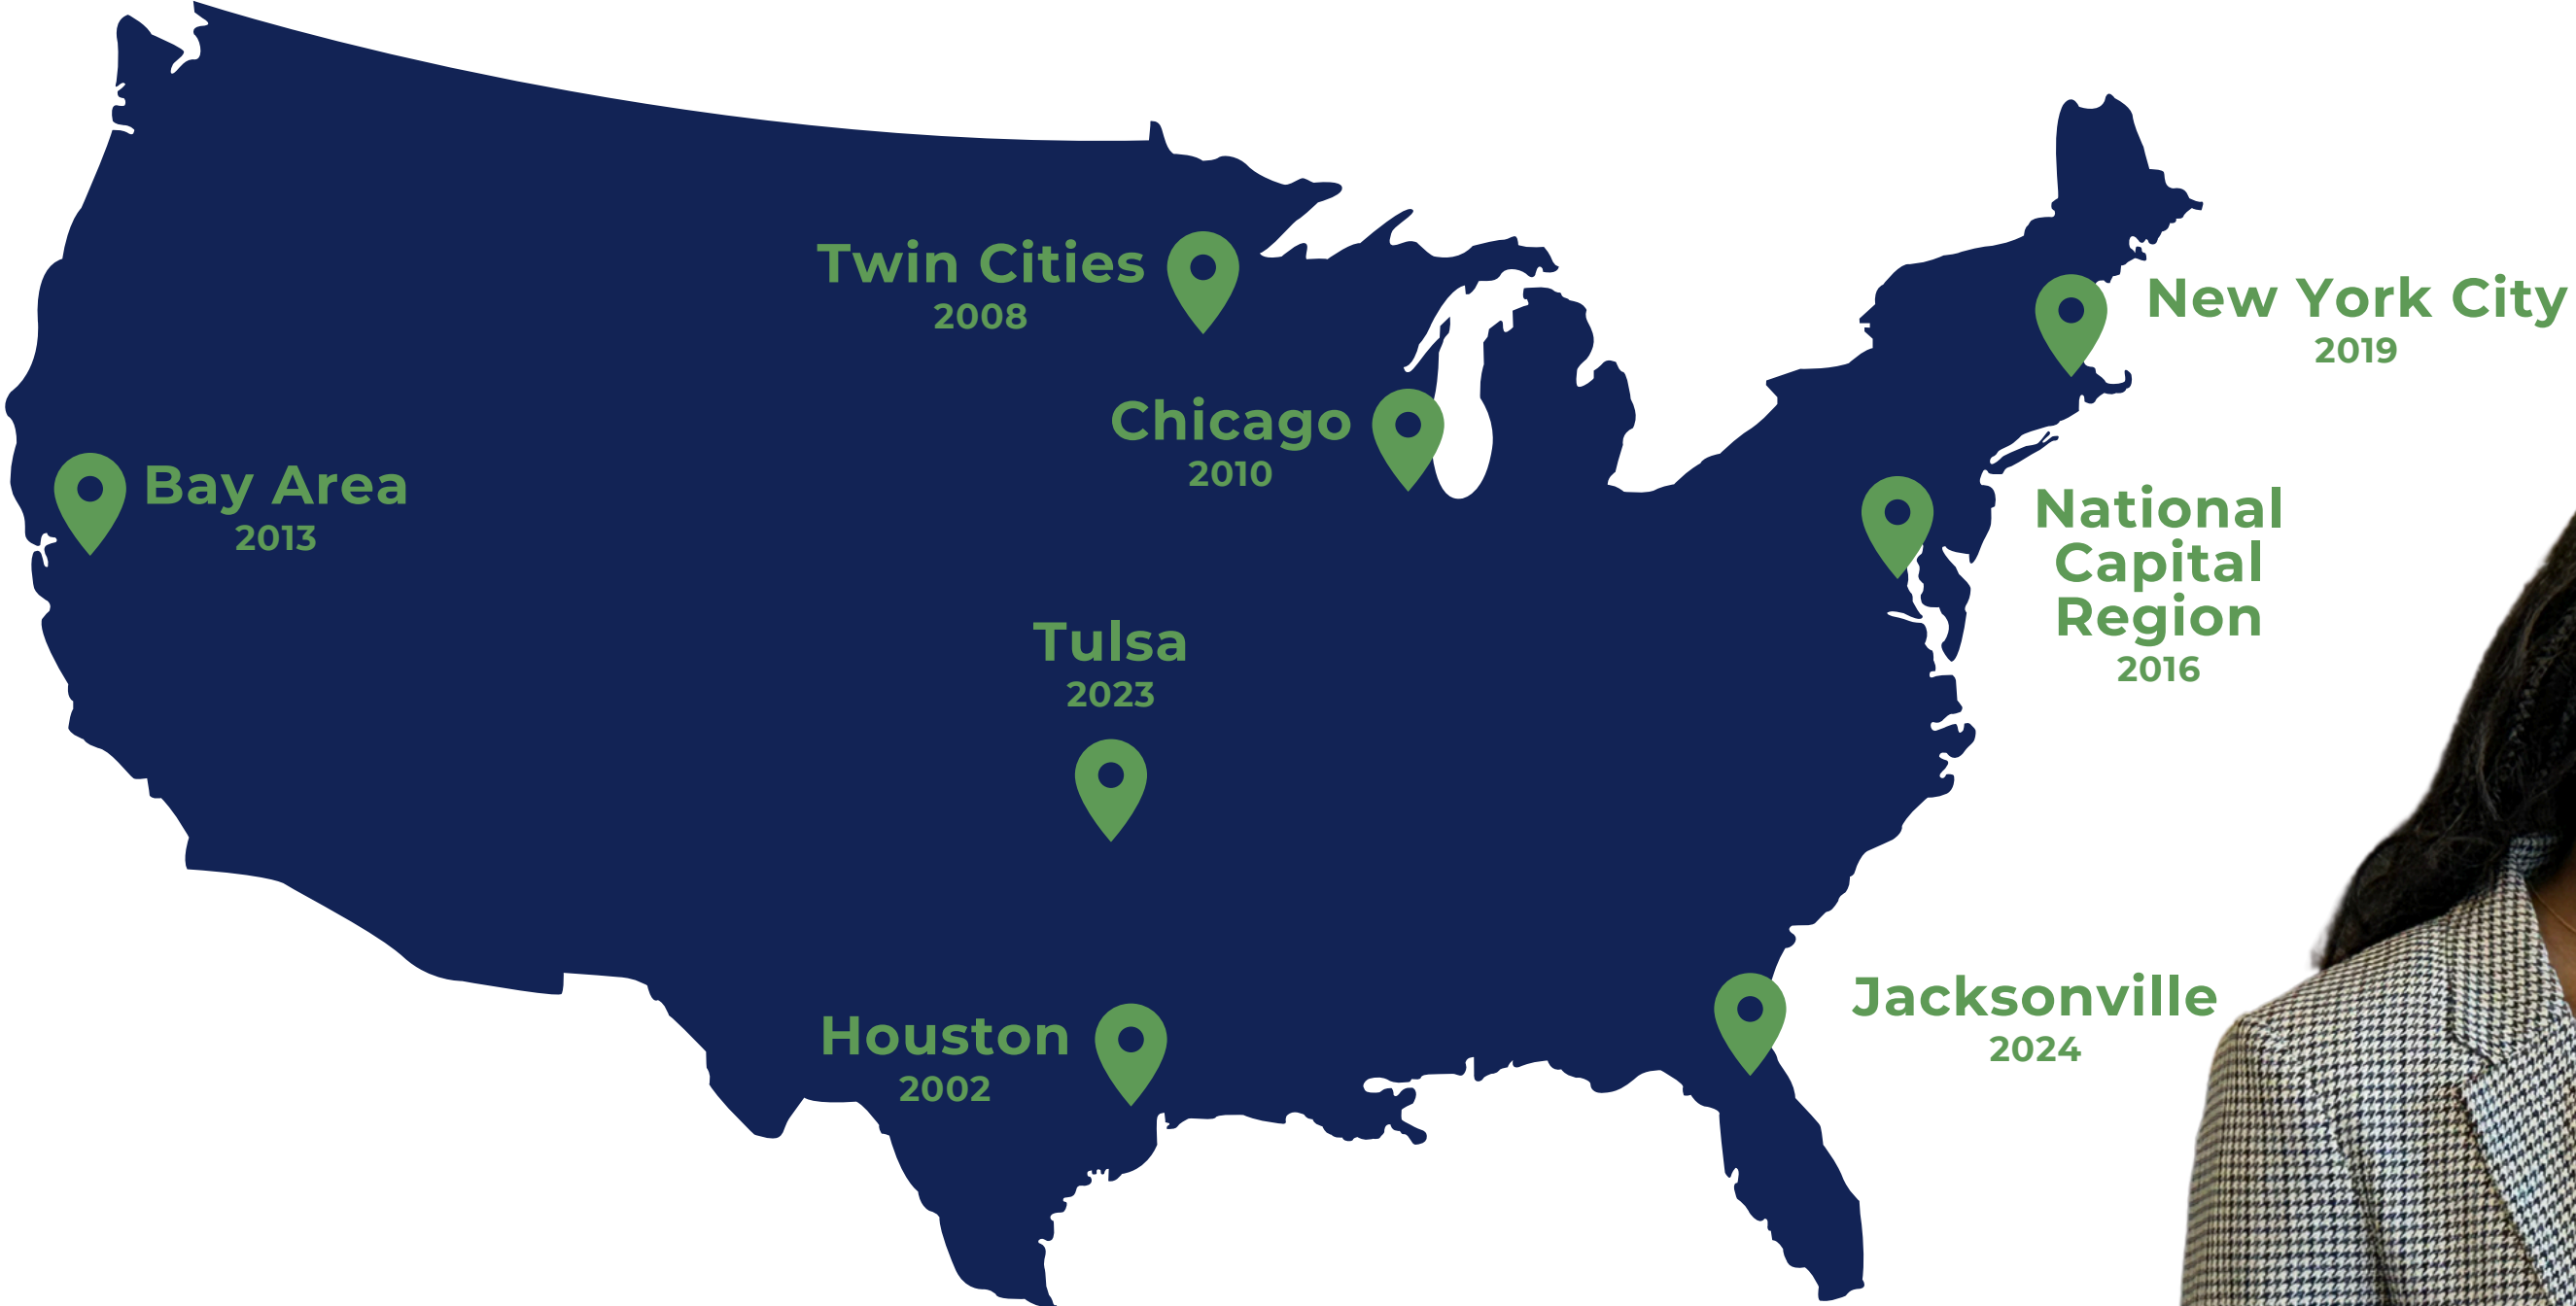 Twin Cities
2008
New York City
2019
Chicago
2010
Bay Area
2013
National
Capital
Region
2016
Tulsa
2023
Jacksonville
2024
Houston
2002